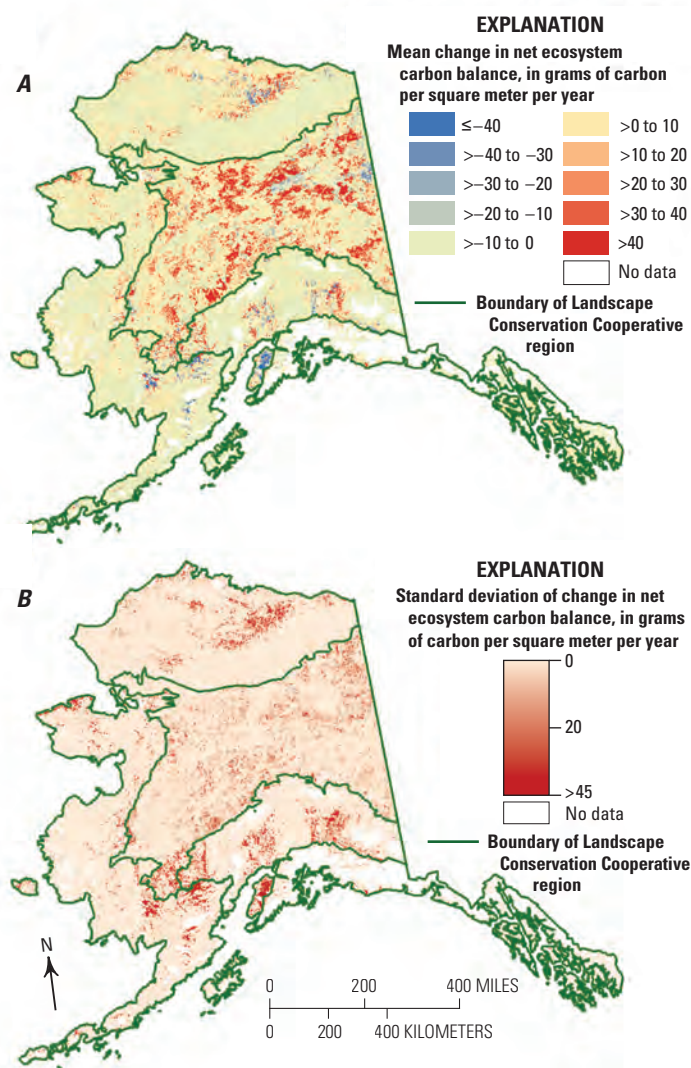 A
EXPLANATION
Mean change in net ecosystem
carbon balance, in grams of carbon
per square meter per year
≤−40
>−40 to −30
>−30 to −20
>−20 to −10
>−10 to 0
>0 to 10
>10 to 20
>20 to 30
>30 to 40
>40
No data
Boundary of Landscape
Conservation Cooperative
region
B
EXPLANATION
Standard deviation of change in net
ecosystem carbon balance, in grams
of carbon per square meter per year
0
20
>45
No data
Boundary of Landscape
Conservation Cooperative
region
N
0 200 400 MILES
0 200 400 KILOMETERS